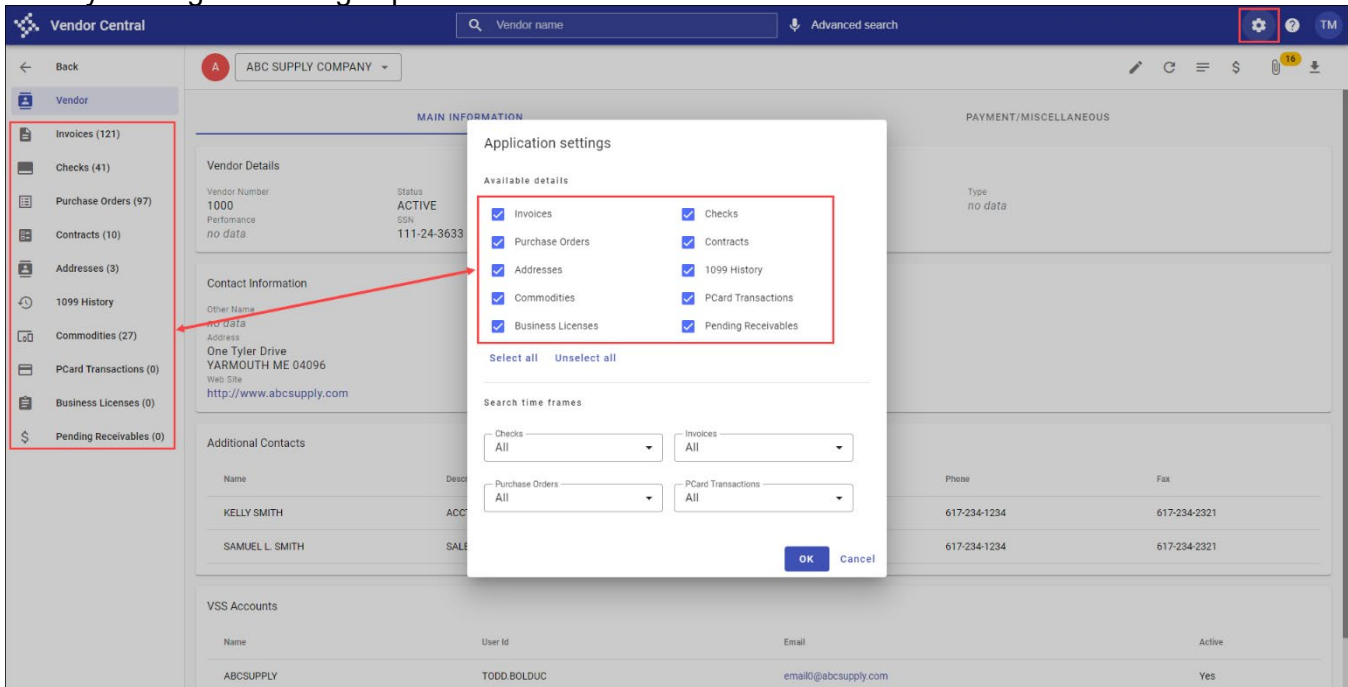 Vendor Central
Vendor name
Advanced search
TM
Back
A
ABC SUPPLY COMPANY
16
Vendor
Invoices (121)
Checks (41)
Purchase Orders (97)
Contracts (10)
Addresses (3)
1099 History
Commodities (27)
PCard Transactions (0)
Business Licenses (0)
Pending Receivables (0)
MAIN INFORMATION
PAYMENT/MISCELLANEOUS
Vendor Details
Vendor Number
1000
Status
ACTIVE
Type
no data
Perfomance
no data
SSN
111-24-3633
Contact Information
Other Name
no data
Address
One Tyler Drive
YARMOUTH ME 04096
Web Site
http://www.abcsupply.com
Additional Contacts
Name
Phone
Fax
KELLY SMITH
617-234-1234
617-234-2321
SAMUEL L. SMITH
617-234-1234
617-234-2321
VSS Accounts
Name
User Id
Email
Active
ABCSUPPLY
TODD.BOLDUC
email0@abcsupply.com
Yes
Application settings
Available details
Invoices
Checks
Purchase Orders
Contracts
Addresses
1099 History
Commodities
PCard Transactions
Business Licenses
Pending Receivables
Select all
Unselect all
Search time frames
Checks
All
Invoices
All
Purchase Orders
All
PCard Transactions
All
OK
Cancel